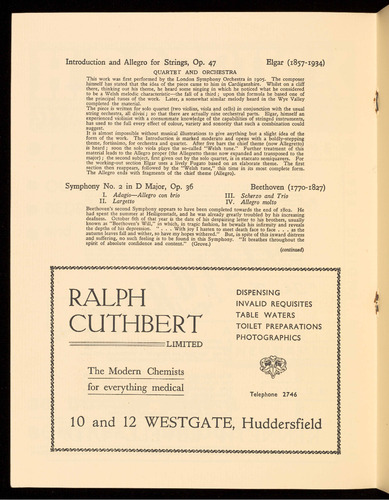 Introduction and Allegro for Strings, Op. 47 Elgar (1857-1934)
QUARTET AND ORCHESTRA
This work was first performed by the London Symphony Orchestra in 1905. The composer
himself has stated that the idea of the piece came to him in Cardiganshire. Whilst on a cliff
there, thinking out his theme, he heard some singing in which he noticed what he considered
to be a Welsh melodic characteristic—the fall of a third; upon this formula he based one of
the principal tunes of the work. Later, a somewhat similar melody heard in the Wye Valley
completed the material.
The piece is written for solo quartet (two violins, viola and cello) in conjunction with the usual
string orchestra, all divisi; so that there are actually nine orchestral parts. Elgar, himself an
experienced violinist with a consummate knowledge of the capabilities of stringed instruments,
has used to the full every effect of colour, variety and sonority that such a combination could
suggest.
It is almost impossible without musical illustrations to give anything but a slight idea of the
form of the work. The Introduction is marked moderato and opens with a boldly-stepping
theme, fortissimo, for orchestra and quartet. After five bars the chief theme (now Allegretto)
is heard; soon the solo viola plays the so-called "Welsh tune." Further treatment of this
material leads to the Allegro proper (the Allegretto theme now expanded and transposed to the
major); the second subject, first given out by the solo quartet, is in staccato semiquavers. For
the working-out section Elgar uses a lively Fugato based on an elaborate theme. The first
section then reappears, followed by the "Welsh tune," this time in its most complete form.
The Allegro ends with fragments of the chief theme (Allegro).
Symphony No. 2 in D Major, Op. 36 Beethoven (1770-1827)
I. Adagio—Allegro con brio III. Scherzo and Trio
II. Larghetto IV. Allegro molto
Beethoven's second Symphony appears to have been completed towards the end of 1802. He
had spent the summer at Heiligenstadt, and he was already greatly troubled by his increasing
deafness. October 6th of that year is the date of his despairing letter to his brothers, usually
known as "Beethoven's Will," in which, in tragic fashion, he bewails his infirmity and reveals
the depths of his depression. ". . . With joy I hasten to meet death face to face . . . as the
autumn leaves fall and wither, so have my hopes withered." But, in spite of this inward distress
and suffering, no such feeling is to be found in this Symphony. "It breathes throughout the
spirit of absolute confidence and content." (Grove.)
(continued)
RALPH
CUTHBERT
LIMITED
The Modern Chemists
for everything medical
DISPENSING
INVALID REQUISITES
TABLE WATERS
TOILET PREPARATIONS
PHOTOGRAPHICS
Telephone 2746
10 and 12 WESTGATE, Huddersfield